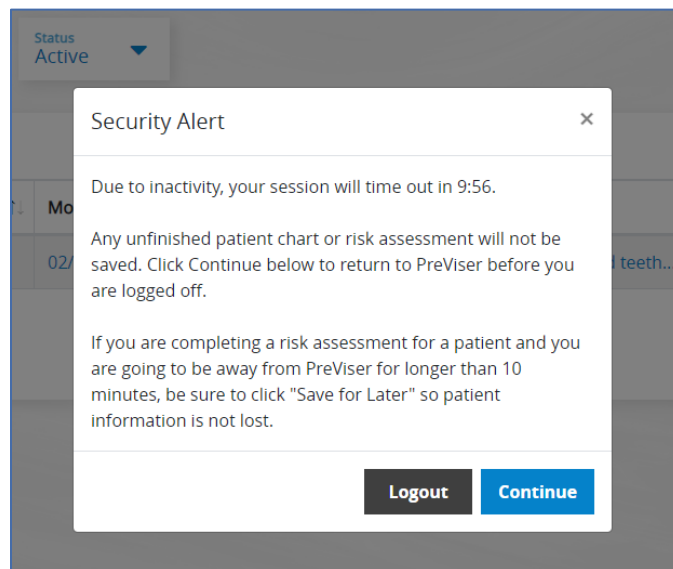 Status
Active
Security Alert
×
Due to inactivity, your session will time out in 9:56.
Mo
Any unfinished patient chart or risk assessment will not be
saved. Click Continue below to return to PreViser before you
are logged off.
02/
teeth...
If you are completing a risk assessment for a patient and you
are going to be away from PreViser for longer than 10
minutes, be sure to click "Save for Later" so patient
information is not lost.
Logout Continue